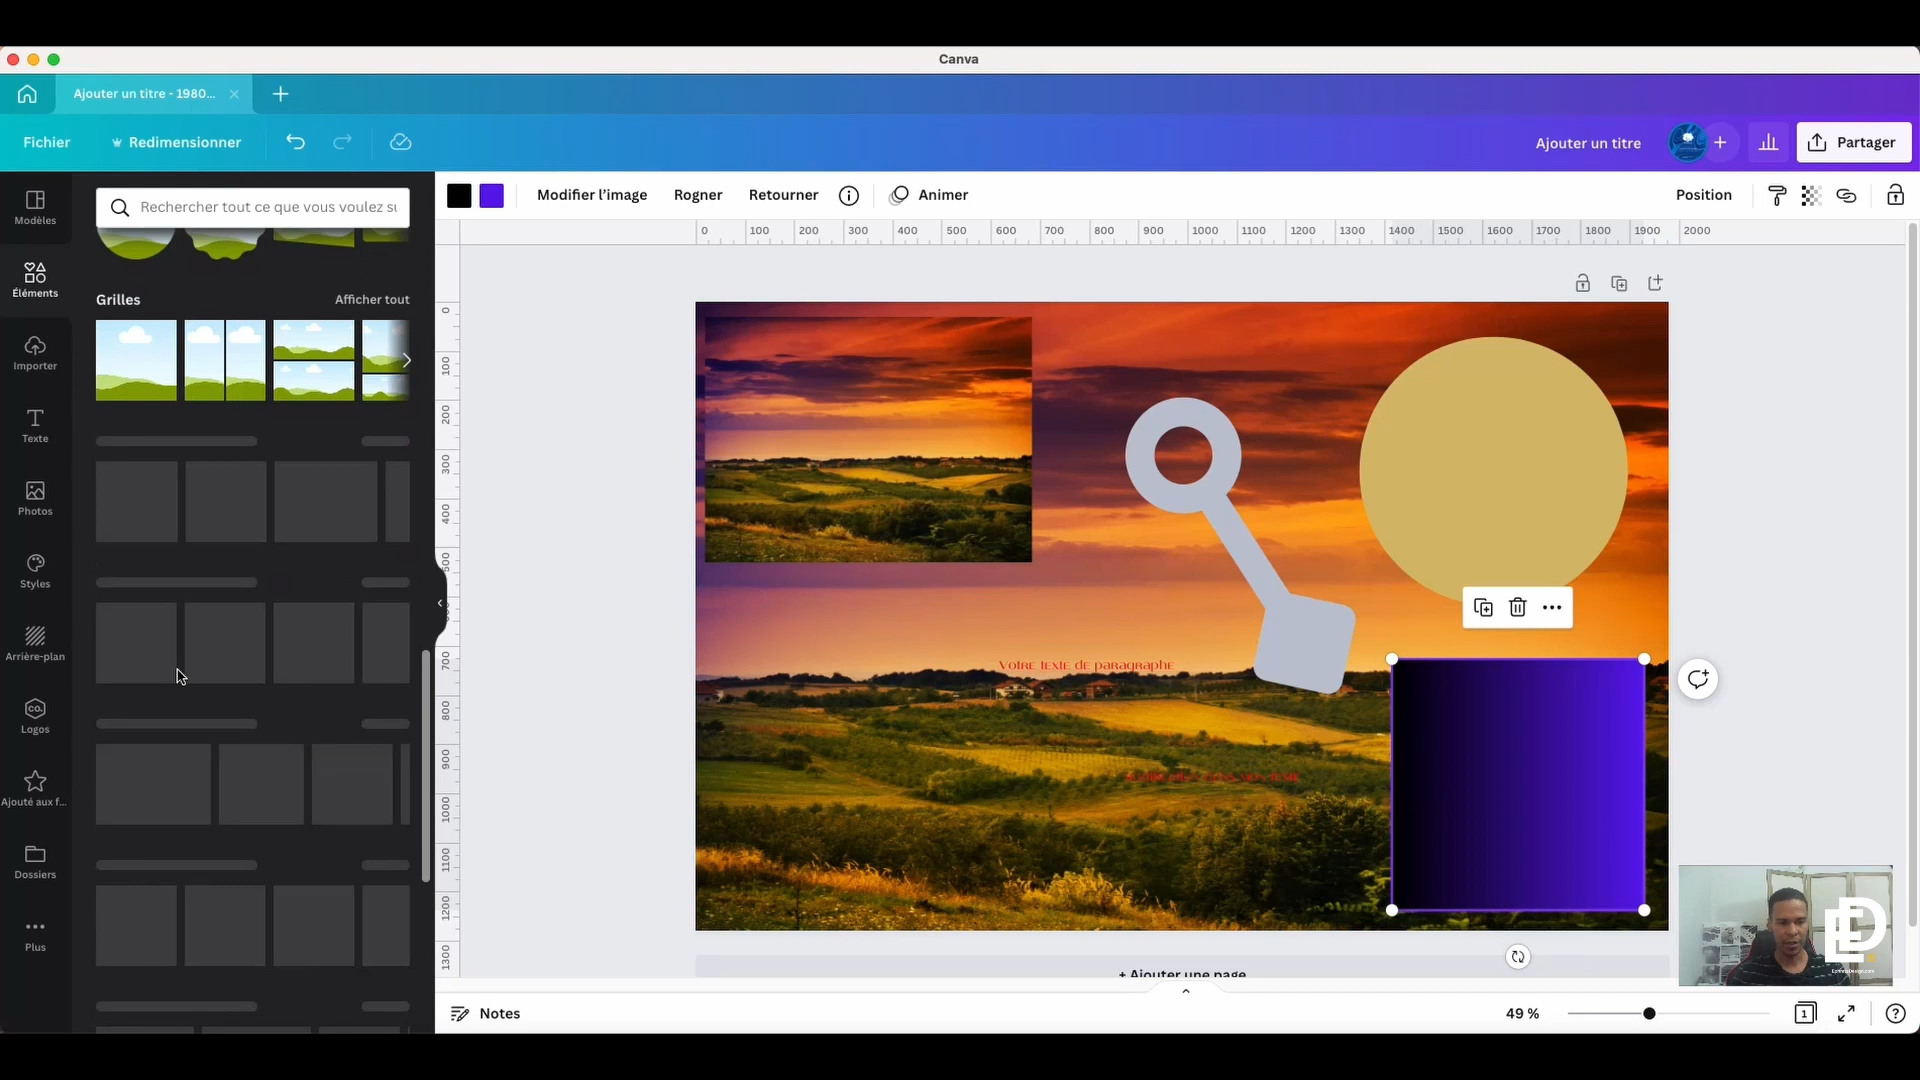 Canva
Ajouter un titre - 1980...
Fichier
Redimensionner
Ajouter un titre
Partager
Rechercher tout ce que vous voulez su
Modifier l'image
Rogner
Retourner
Animer
Position
0 100 200 300 400 500 600 700 800 900 1000 1100 1200 1300 1400 1500 1600 1700 1800 1900 2000
Modèles
Éléments
Importer
Texte
Photos
Styles
Arrière-plan
CO.
Logos
Ajouté aux f...
Dossiers
Plus
Grilles
Afficher tout
0
100
200
300
400
500
600
700
800
900
1000
1100
1200
1300
Votre texte de paragraphe
+ Ajouter une page
Notes
49 %
1